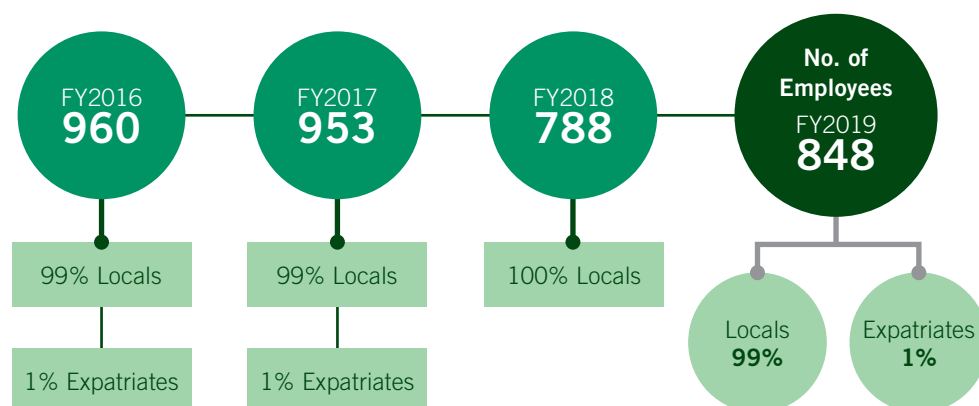 FY2016
960
FY2017
953
FY2018
788
No. of
Employees
FY2019
848
99% Locals
1% Expatriates
99% Locals
1% Expatriates
100% Locals
Locals
99%
Expatriates
1%